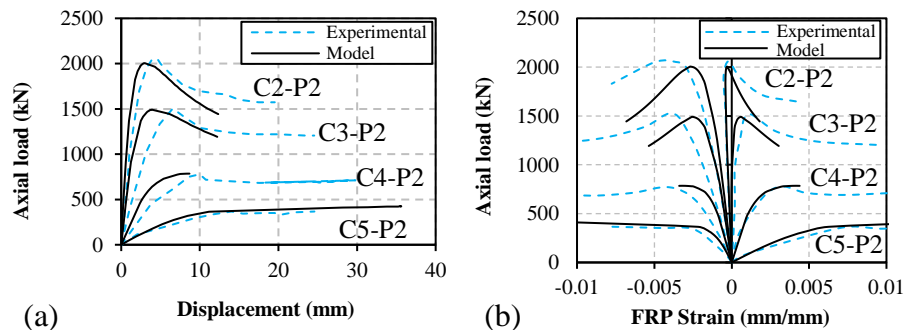 2500
2000
1500
1000
500
0
0 10 20 30 40
Axial load (kN)
Displacement (mm)
Experimental
Model
C2-P2
C3-P2
C4-P2
C5-P2
(a)
2500
2000
1500
1000
500
0
-0.01 -0.005 0 0.005 0.01
Axial load (kN)
FRP Strain (mm/mm)
Experimental
Model
C2-P2
C3-P2
C4-P2
C5-P2
(b)